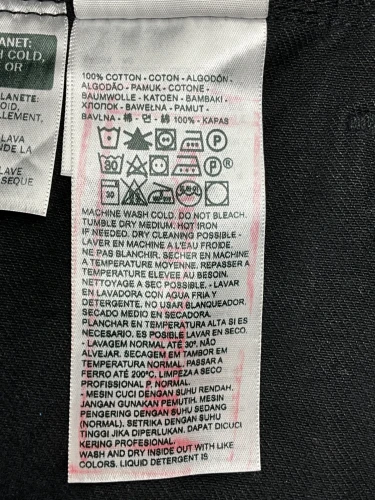 ANET:
COLD,
OR
LANETE:
OID,
LLEMENT,
LAVA
DE LA
SEQUE
100% COTTON - COTON - ALGODÓN -
ALGODÃO - PAMUK - COTONE -
BAUMWOLLE - KATOEN - BAMBAKI -
ХЛОПОК - BAWEŁNA - PAMUT -
BAVLNA - 棉 - 면 - 綿 100% - KAPAS
MACHINE WASH COLD. DO NOT BLEACH.
TUMBLE DRY MEDIUM. HOT IRON
IF NEEDED. DRY CLEANING POSSIBLE -
LAVER EN MACHINE A L'EAU FROIDE.
NE PAS BLANCHIR. SECHER EN MACHINE
A TEMPERATURE MOYENNE. REPASSER A
TEMPERATURE ELEVEE AU BESOIN.
NETTOYAGE A SEC POSSIBLE. - LAVAR
EN LAVADORA CON AGUA FRIA Y
DETERGENTE. NO USAR BLANQUEADOR.
SECADO MEDIO EN SECADORA.
PLANCHAR EN TEMPERATURA ALTA SI ES
NECESARIO. ES POSIBLE LAVAR EN SECO.
- LAVAGEM NORMAL ATÉ 30º. NÃO
ALVEJAR. SECAGEM EM TAMBOR EM
TEMPERATURA NORMAL. PASSAR A
FERRO ATÉ 200°C. LIMPEZA A SECO
PROFISSIONAL P. NORMAL.
- MESIN CUCI DENGAN SUHU RENDAH.
JANGAN GUNAKAN PEMUTIH. MESIN
PENGERING DENGAN SUHU SEDANG
(NORMAL). SETRIKA DENGAN SUHU
TINGGI JIKA DIPERLUKAN. DAPAT DRY
KERING PROFESIONAL.
WASH AND DRY INSIDE OUT WITH LIKE
COLORS. LIQUID DETERGENT IS